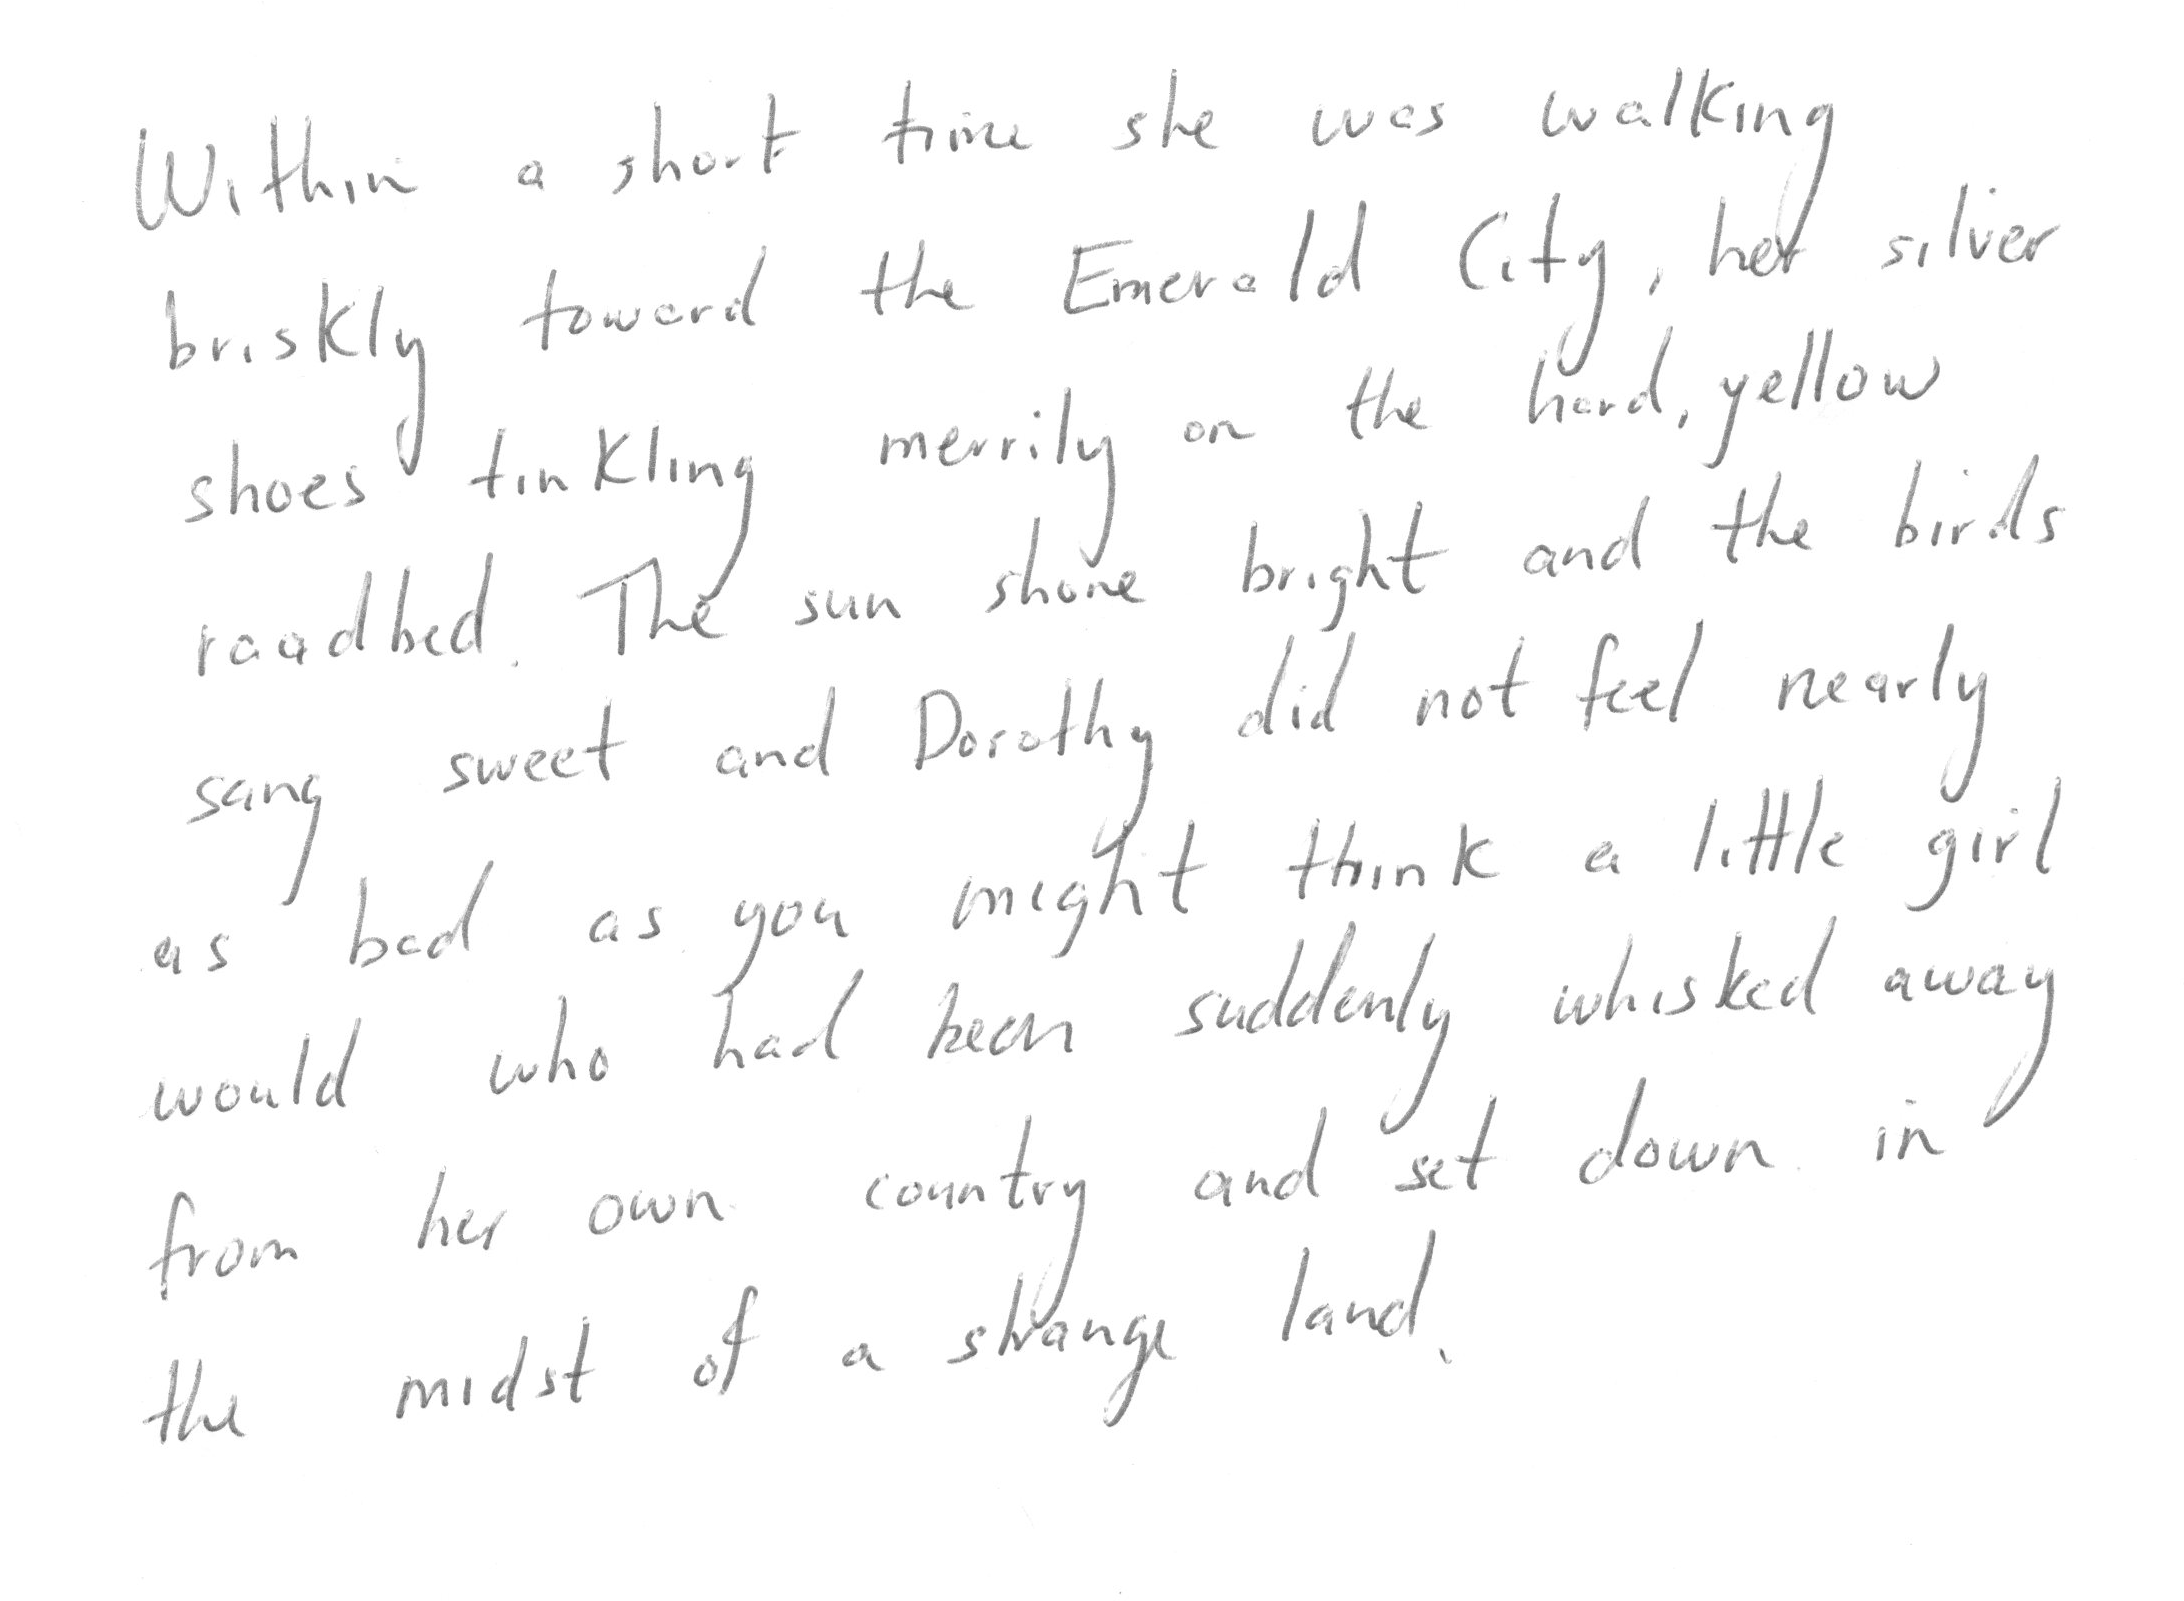 Within a short time she was walking
briskly toward the Emerald City, her silver
shoes tinkling merrily on the hard, yellow
roadbed. The sun shone bright and the birds
sang sweet and Dorothy did not feel nearly
as bad as you might think a little girl
would who had been suddenly whisked away
from her own country and set down in
the midst of a strange land.